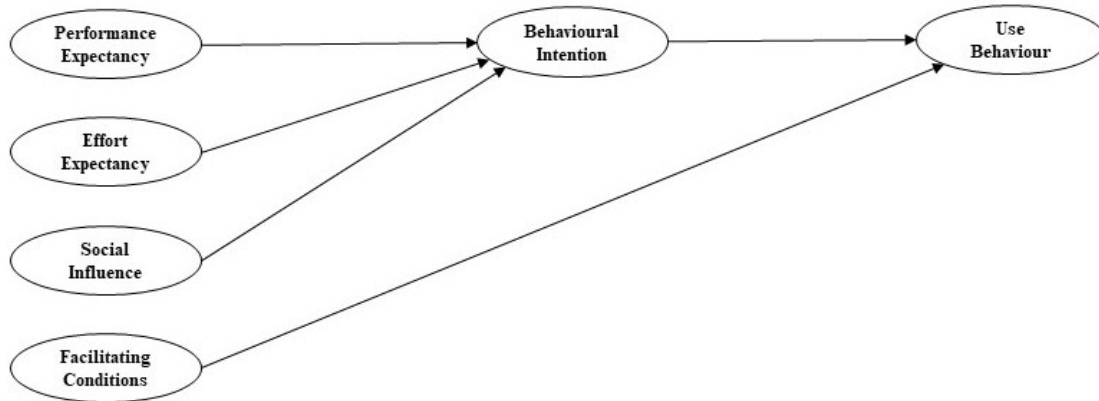 Performance
Expectancy
Behavioural
Intention
Use
Behaviour
Effort
Expectancy
Social
Influence
Facilitating
Conditions